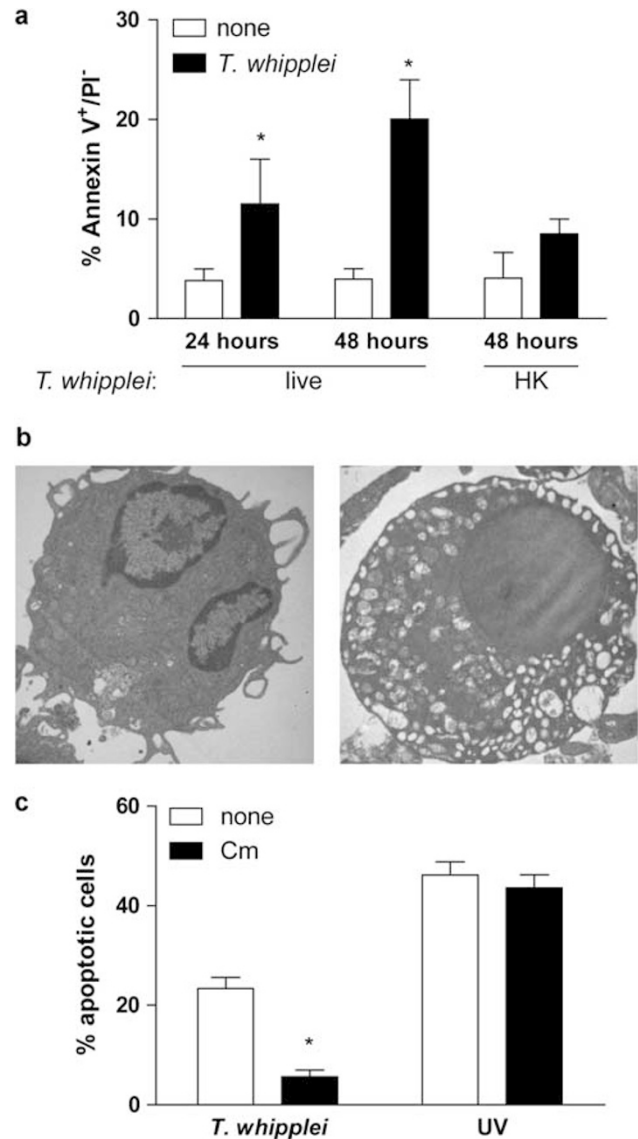 a
none
T. whipplei
% Annexin V+/PI-
30
20
10
0
*
*
24 hours 48 hours 48 hours
T. whipplei: live HK
b
c
none
Cm
% apoptotic cells
60
40
20
0
*
T. whipplei UV